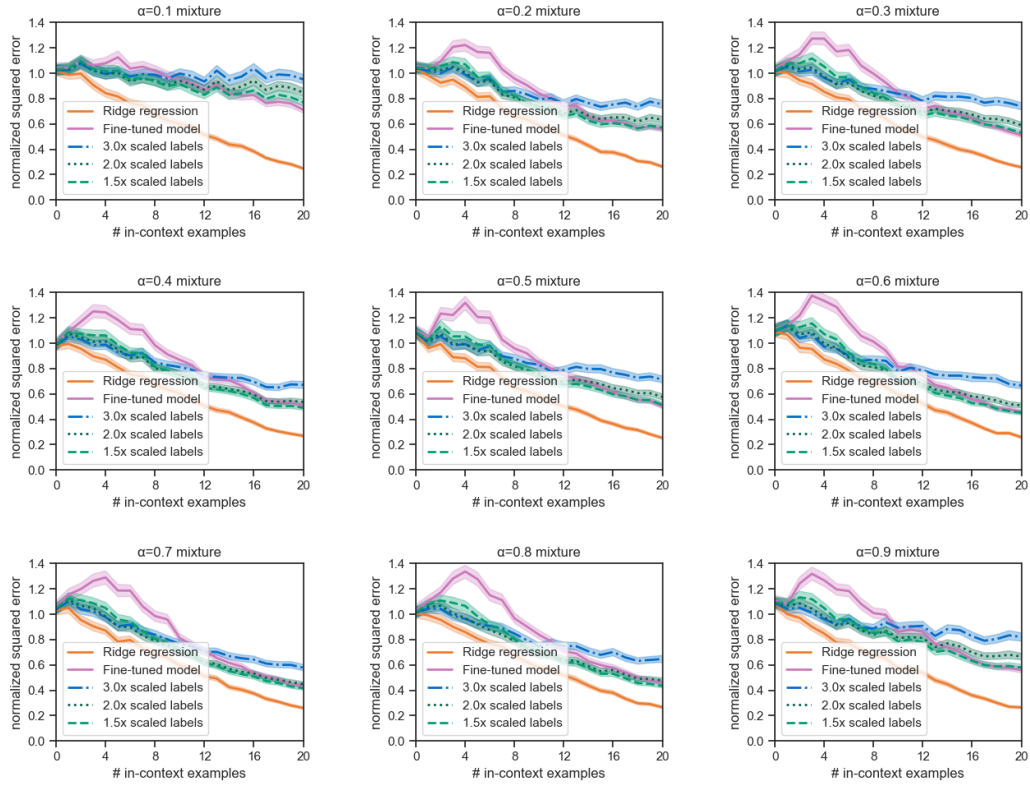 α=0.1 mixture
normalized squared error
1.4
1.2
1.0
0.8
0.6
0.4
0.2
0.0
Ridge regression
Fine-tuned model
3.0x scaled labels
2.0x scaled labels
1.5x scaled labels
0 4 8 12 16 20
# in-context examples
α=0.2 mixture
normalized squared error
1.4
1.2
1.0
0.8
0.6
0.4
0.2
0.0
Ridge regression
Fine-tuned model
3.0x scaled labels
2.0x scaled labels
1.5x scaled labels
0 4 8 12 16 20
# in-context examples
α=0.3 mixture
normalized squared error
1.4
1.2
1.0
0.8
0.6
0.4
0.2
0.0
Ridge regression
Fine-tuned model
3.0x scaled labels
2.0x scaled labels
1.5x scaled labels
0 4 8 12 16 20
# in-context examples
α=0.4 mixture
normalized squared error
1.4
1.2
1.0
0.8
0.6
0.4
0.2
0.0
Ridge regression
Fine-tuned model
3.0x scaled labels
2.0x scaled labels
1.5x scaled labels
0 4 8 12 16 20
# in-context examples
α=0.5 mixture
normalized squared error
1.4
1.2
1.0
0.8
0.6
0.4
0.2
0.0
Ridge regression
Fine-tuned model
3.0x scaled labels
2.0x scaled labels
1.5x scaled labels
0 4 8 12 16 20
# in-context examples
α=0.6 mixture
normalized squared error
1.4
1.2
1.0
0.8
0.6
0.4
0.2
0.0
Ridge regression
Fine-tuned model
3.0x scaled labels
2.0x scaled labels
1.5x scaled labels
0 4 8 12 16 20
# in-context examples
α=0.7 mixture
normalized squared error
1.4
1.2
1.0
0.8
0.6
0.4
0.2
0.0
Ridge regression
Fine-tuned model
3.0x scaled labels
2.0x scaled labels
1.5x scaled labels
0 4 8 12 16 20
# in-context examples
α=0.8 mixture
normalized squared error
1.4
1.2
1.0
0.8
0.6
0.4
0.2
0.0
Ridge regression
Fine-tuned model
3.0x scaled labels
2.0x scaled labels
1.5x scaled labels
0 4 8 12 16 20
# in-context examples
α=0.9 mixture
normalized squared error
1.4
1.2
1.0
0.8
0.6
0.4
0.2
0.0
Ridge regression
Fine-tuned model
3.0x scaled labels
2.0x scaled labels
1.5x scaled labels
0 4 8 12 16 20
# in-context examples